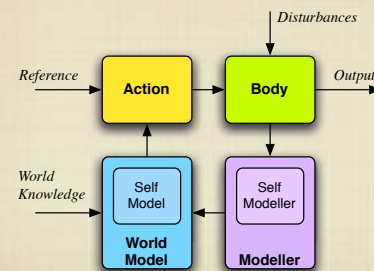 Disturbances
Reference
Action
Body
Output
World
Knowledge
Self
Model
World
Model
Self
Modeller
Modeller